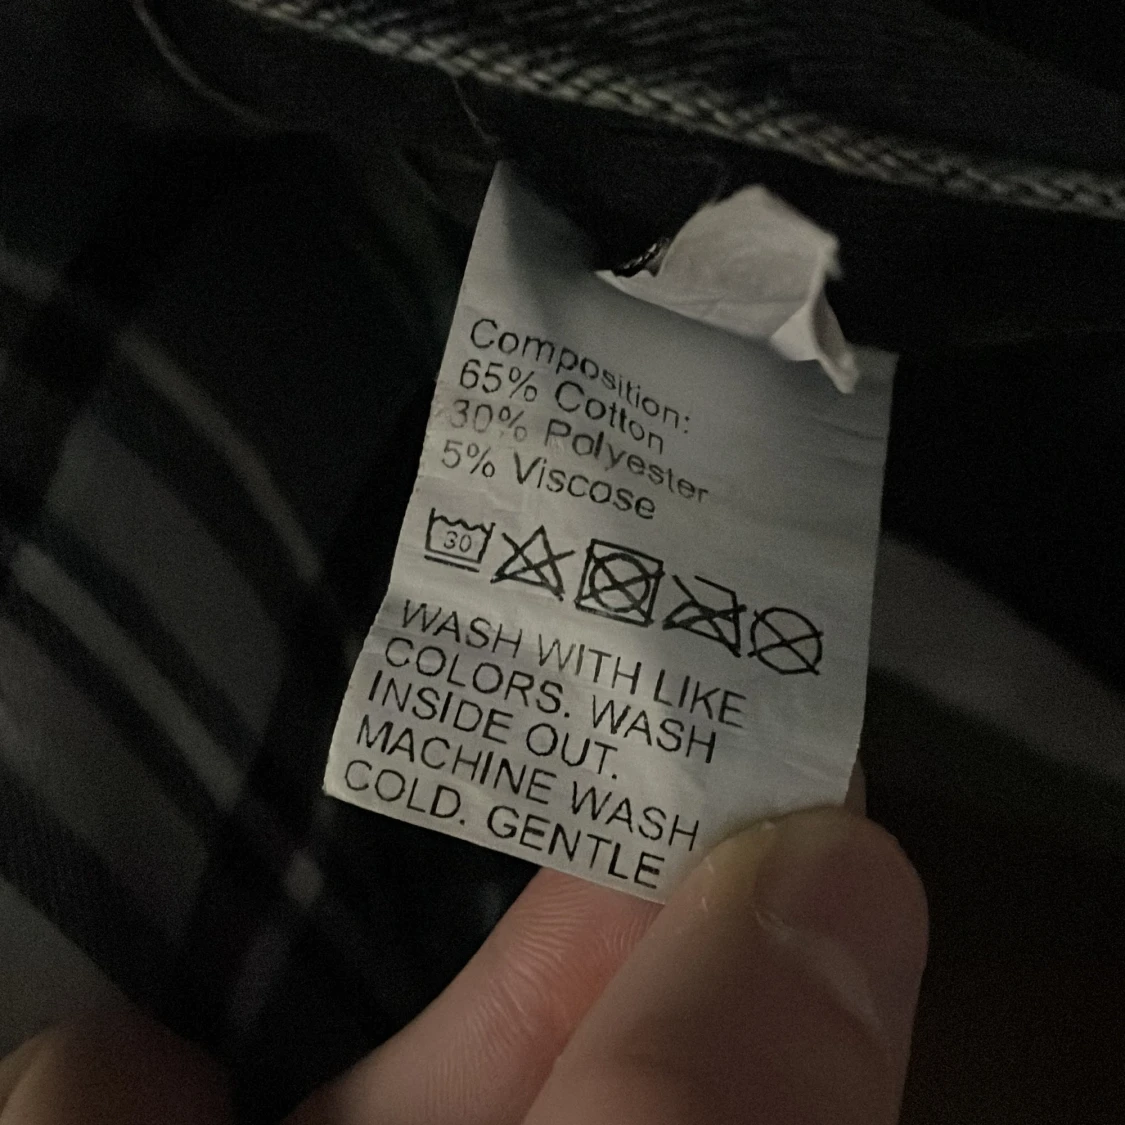 Composition:
65% Cotton
30% Polyester
5% Viscose
30
WASH WITH LIKE
COLORS. WASH
INSIDE OUT.
MACHINE WASH
COLD. GENTLE